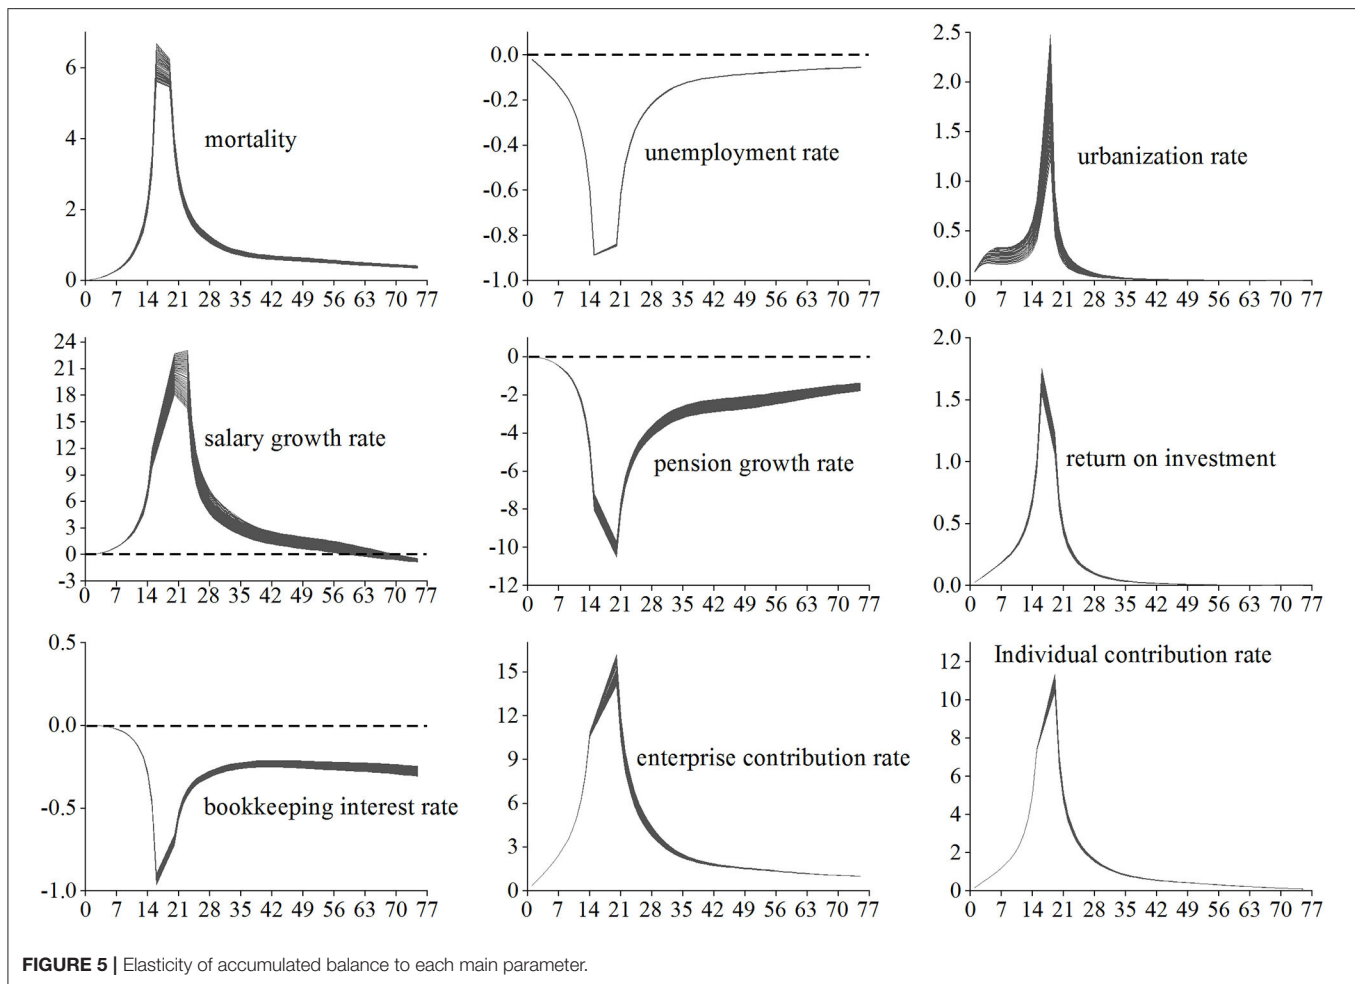 6
4
2
0
mortality
0 7 14 21 28 35 42 49 56 63 70 77
0.0
-0.2
-0.4
-0.6
-0.8
-1.0
unemployment rate
0 7 14 21 28 35 42 49 56 63 70 77
2.5
2.0
1.5
1.0
0.5
0.0
urbanization rate
0 7 14 21 28 35 42 49 56 63 70 77
24
21
18
15
12
9
6
3
0
-3
salary growth rate
0 7 14 21 28 35 42 49 56 63 70 77
0
-2
-4
-6
-8
-10
-12
pension growth rate
0 7 14 21 28 35 42 49 56 63 70 77
2.0
1.5
1.0
0.5
0.0
return on investment
0 7 14 21 28 35 42 49 56 63 70 77
0.5
0.0
-0.5
-1.0
bookkeeping interest rate
0 7 14 21 28 35 42 49 56 63 70 77
15
12
9
6
3
0
enterprise contribution rate
0 7 14 21 28 35 42 49 56 63 70 77
12
10
8
6
4
2
0
Individual contribution rate
0 7 14 21 28 35 42 49 56 63 70 77
FIGURE 5 | Elasticity of accumulated balance to each main parameter.